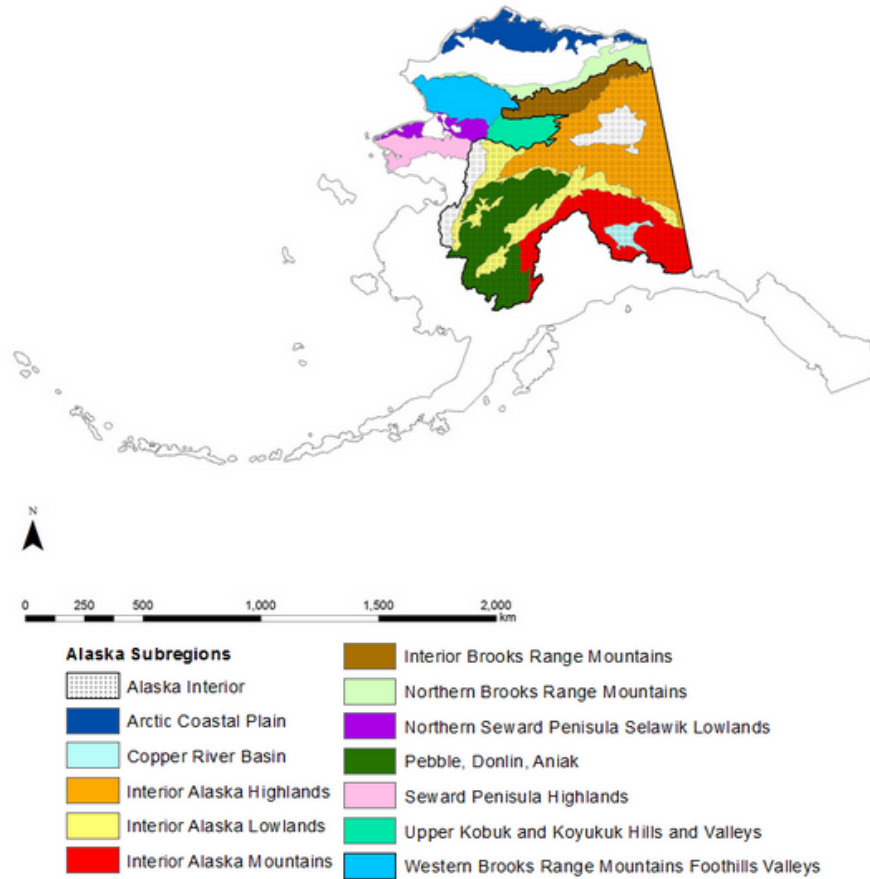 N
0 250 500 1,000 1,500 2,000
km
Alaska Subregions
Alaska Interior
Arctic Coastal Plain
Copper River Basin
Interior Alaska Highlands
Interior Alaska Lowlands
Interior Alaska Mountains
Interior Brooks Range Mountains
Northern Brooks Range Mountains
Northern Seward Penisula Selawik Lowlands
Pebble, Donlin, Aniak
Seward Penisula Highlands
Upper Kobuk and Koyukuk Hills and Valleys
Western Brooks Range Mountains Foothills Valleys